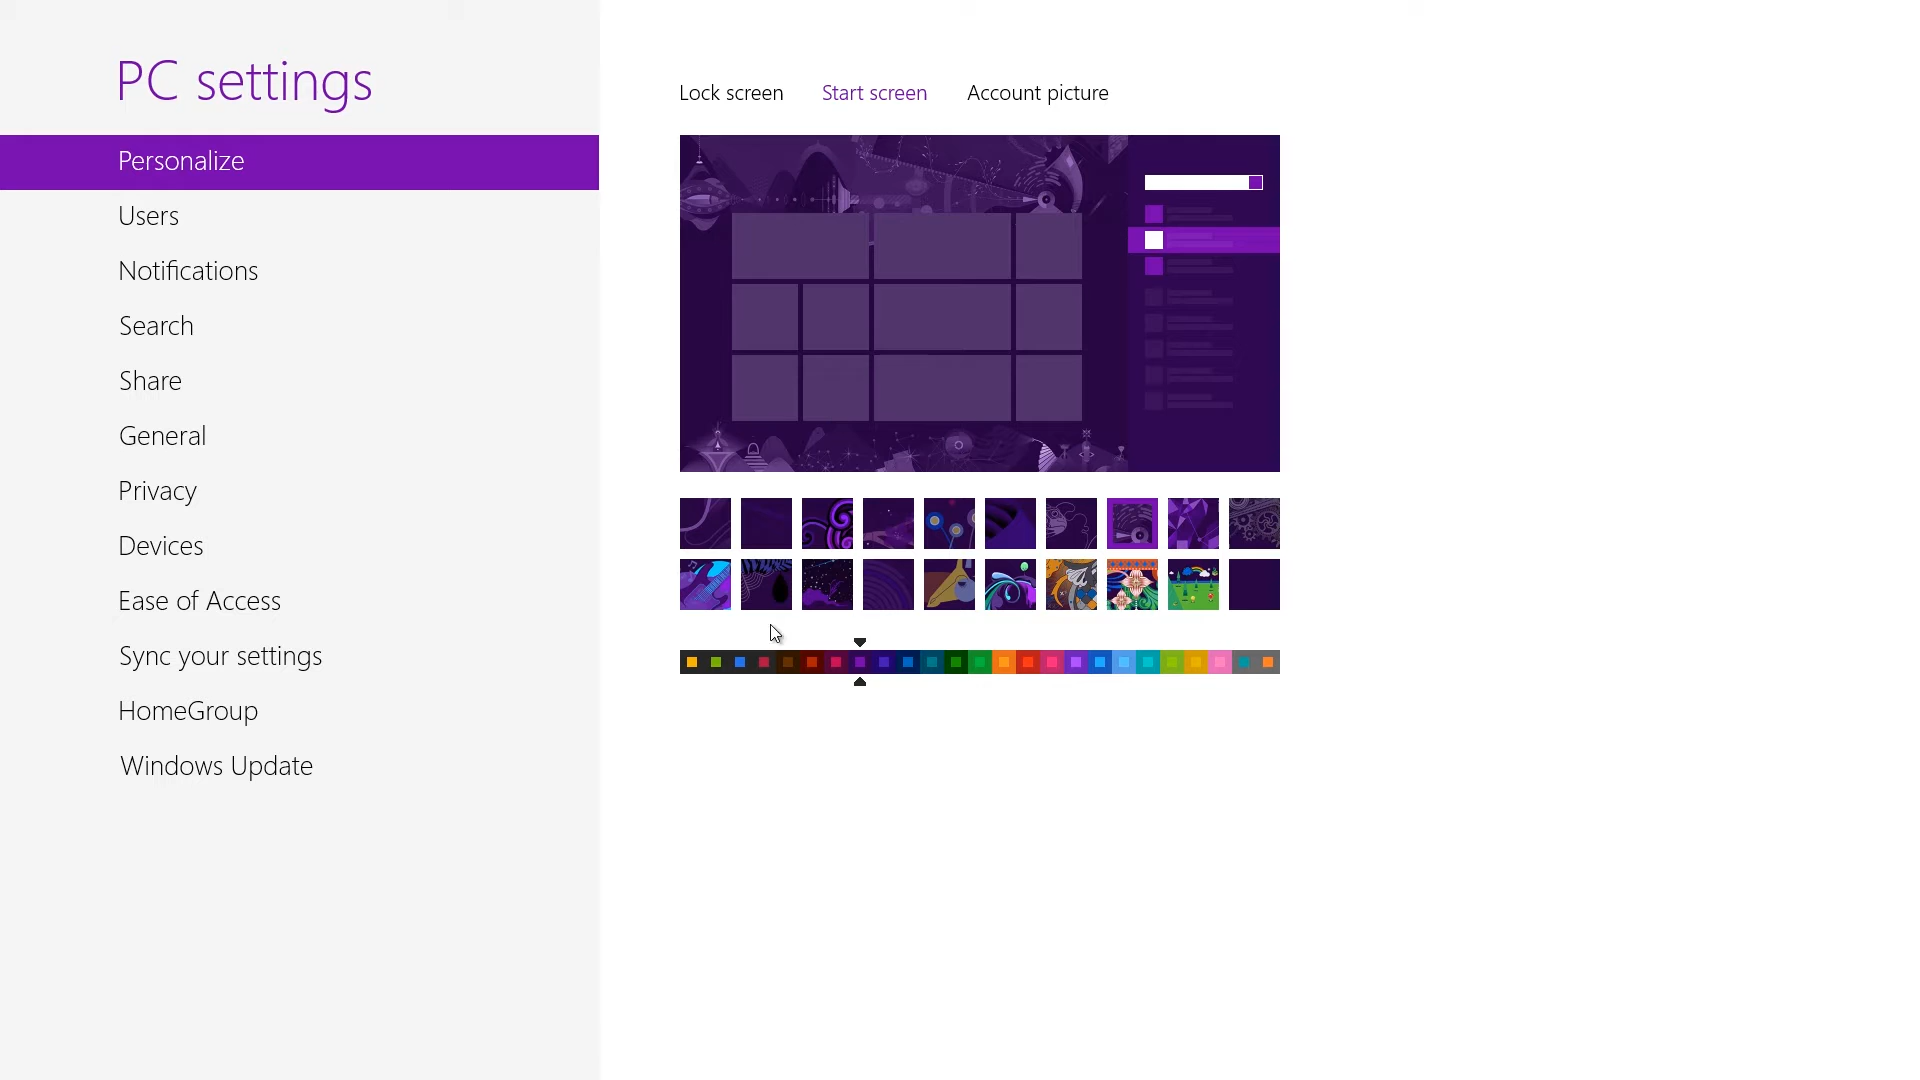 PC settings
Personalize
Users
Notifications
Search
Share
General
Privacy
Devices
Ease of Access
Sync your settings
HomeGroup
Windows Update
Lock screen
Start screen
Account picture